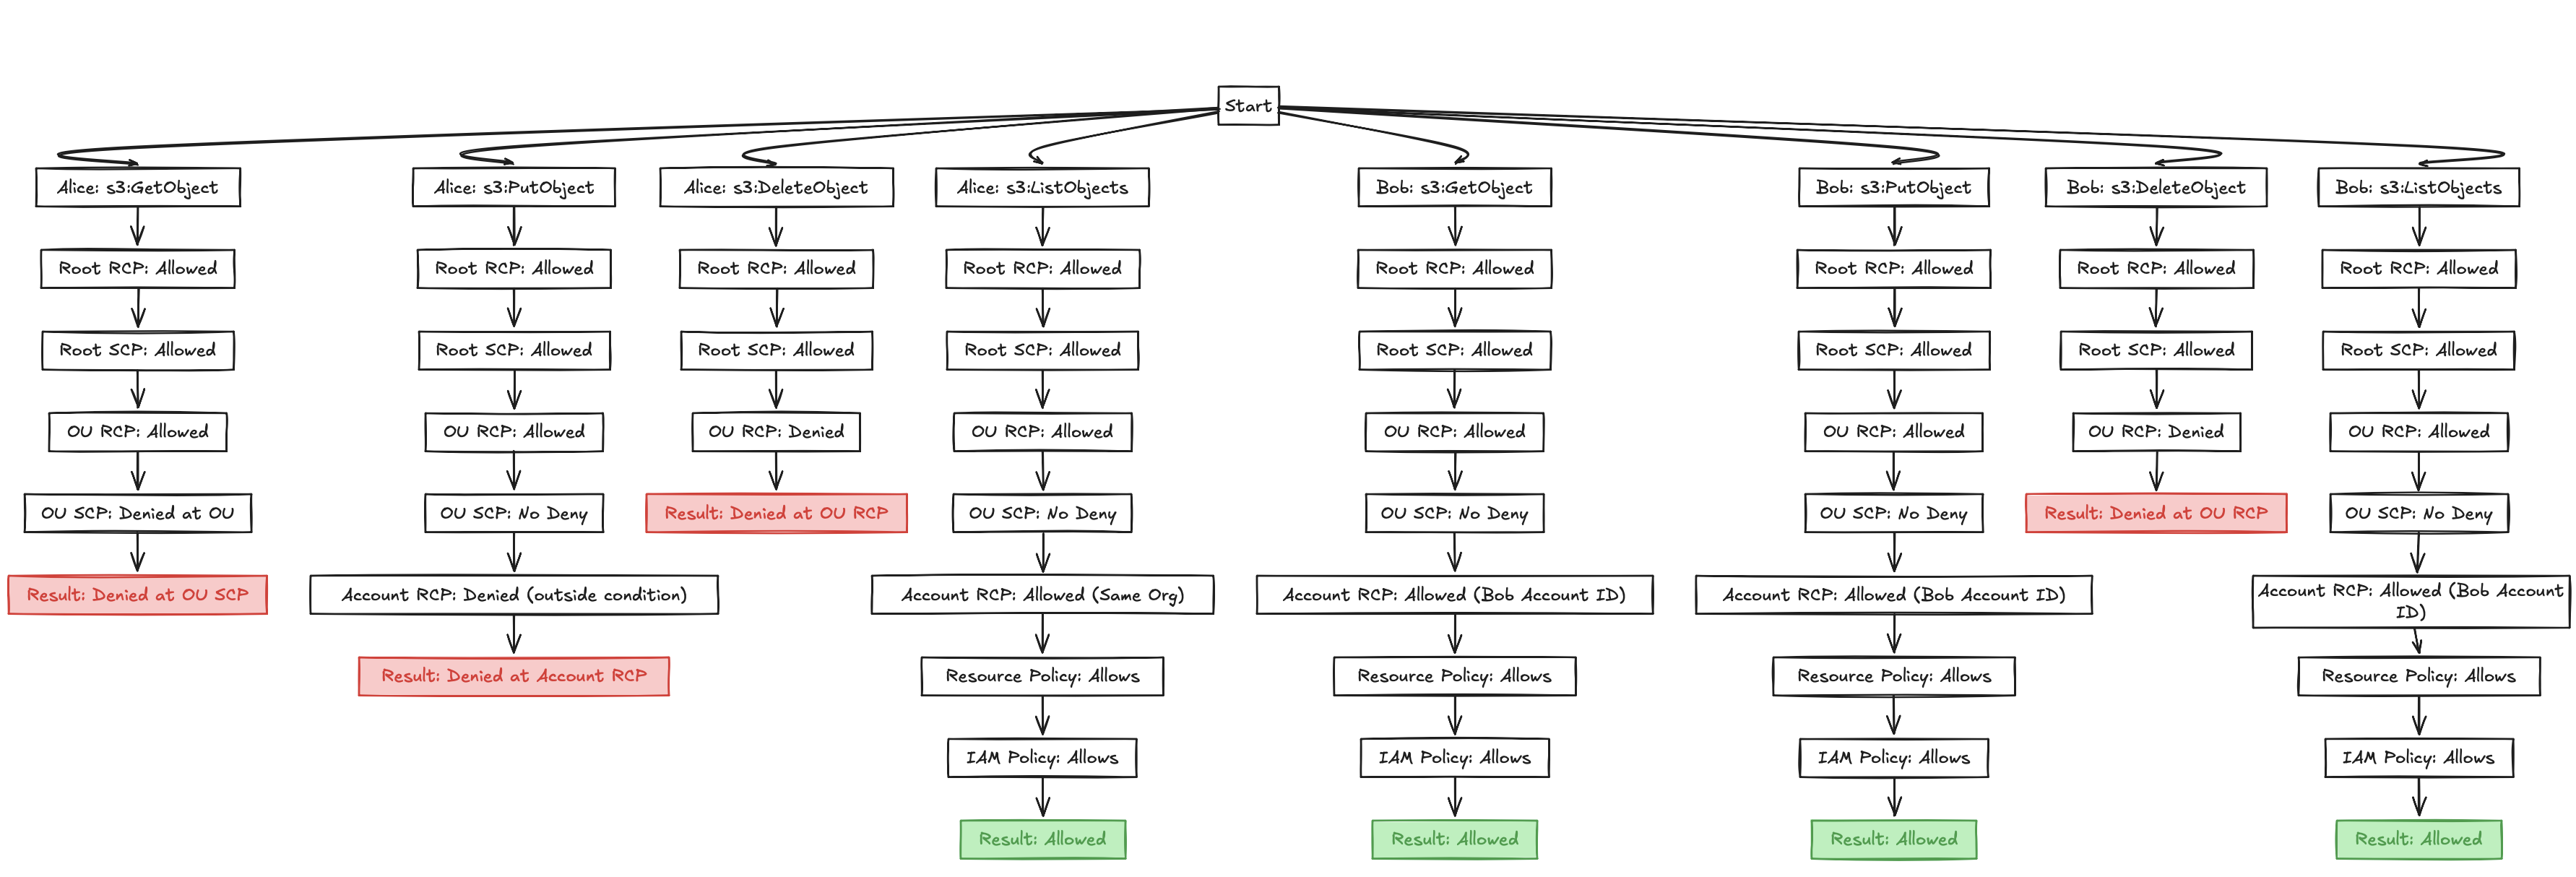 Start
Alice: s3:GetObject
Alice: s3:PutObject
Alice: s3:DeleteObject
Alice: s3:ListObjects
Bob: s3:GetObject
Bob: s3:PutObject
Bob: s3:DeleteObject
Bob: s3:ListObjects
Root RCP: Allowed
Root RCP: Allowed
Root RCP: Allowed
Root RCP: Allowed
Root RCP: Allowed
Root RCP: Allowed
Root RCP: Allowed
Root RCP: Allowed
Root SCP: Allowed
Root SCP: Allowed
Root SCP: Allowed
Root SCP: Allowed
Root SCP: Allowed
Root SCP: Allowed
Root SCP: Allowed
Root SCP: Allowed
OU RCP: Allowed
OU RCP: Allowed
OU RCP: Denied
OU RCP: Allowed
OU RCP: Allowed
OU RCP: Allowed
OU RCP: Denied
OU RCP: Allowed
OU SCP: Denied at OU
OU SCP: No Deny
Result: Denied at OU RCP
OU SCP: No Deny
OU SCP: No Deny
OU SCP: No Deny
Result: Denied at OU RCP
OU SCP: No Deny
Result: Denied at OU SCP
Account RCP: Denied (outside condition)
Account RCP: Allowed (Same Org)
Account RCP: Allowed (Bob Account ID)
Account RCP: Allowed (Bob Account ID)
Account RCP: Allowed (Bob Account
ID)
Result: Denied at Account RCP
Resource Policy: Allows
Resource Policy: Allows
Resource Policy: Allows
Resource Policy: Allows
IAM Policy: Allows
IAM Policy: Allows
IAM Policy: Allows
IAM Policy: Allows
Result: Allowed
Result: Allowed
Result: Allowed
Result: Allowed